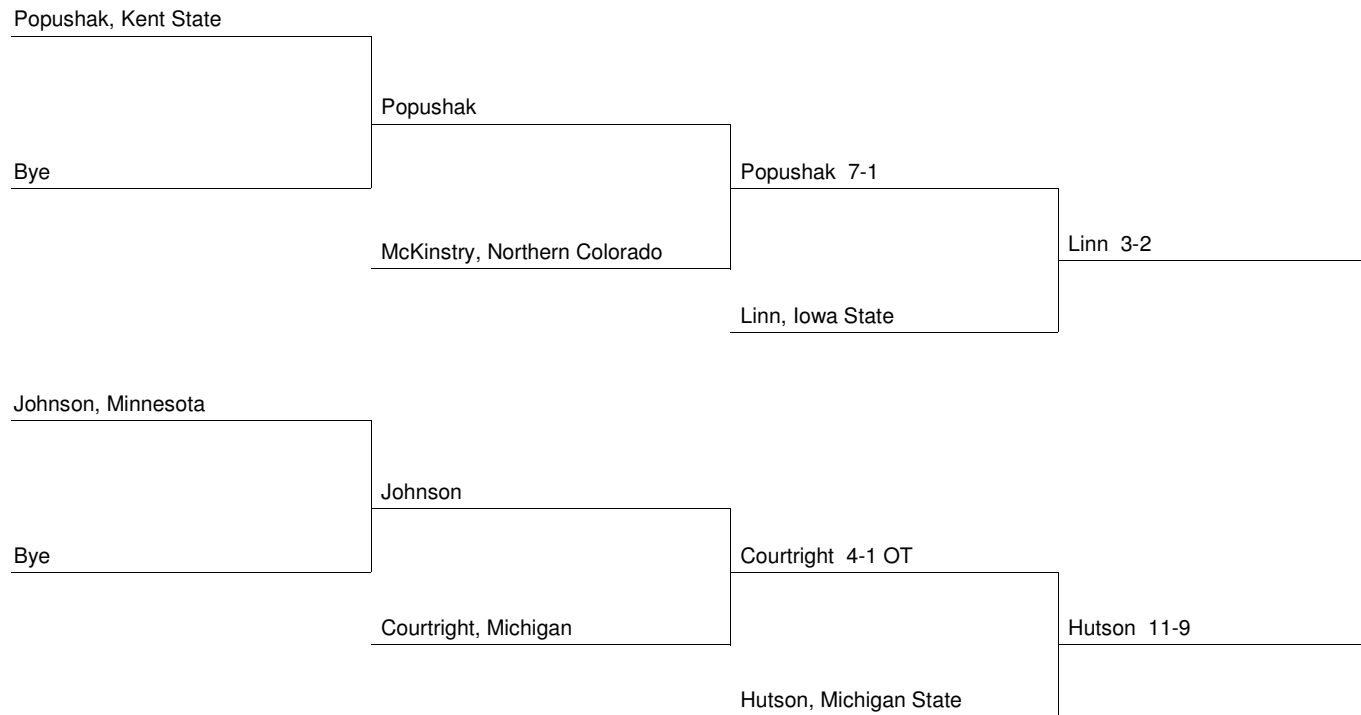 Popushak, Kent State
Popushak
Bye
Popushak 7-1
McKinstry, Northern Colorado
Linn 3-2
Linn, Iowa State
Johnson, Minnesota
Johnson
Bye
Courtright 4-1 OT
Courtright, Michigan
Hutson 11-9
Hutson, Michigan State